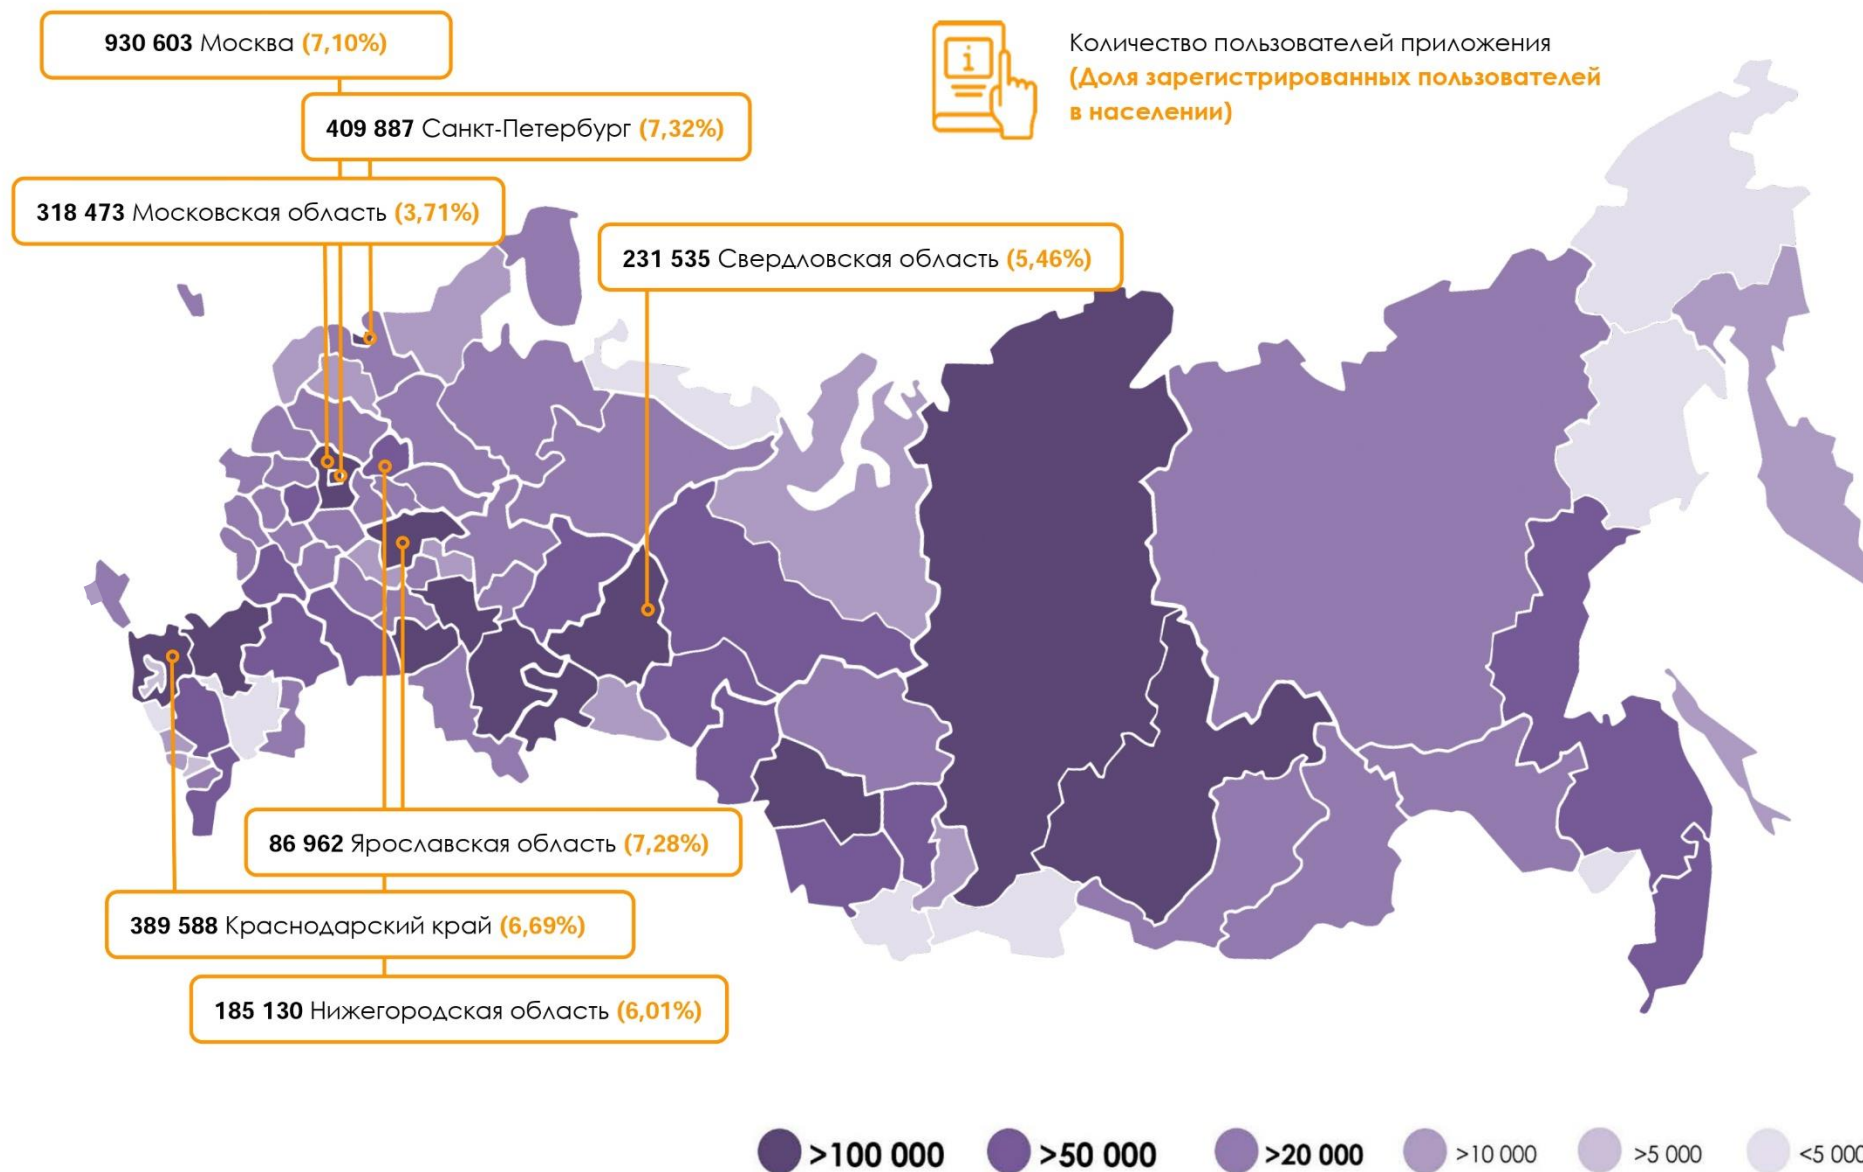 930 603 Москва (7,10%)
409 887 Санкт-Петербург (7,32%)
318 473 Московская область (3,71%)
231 535 Свердловская область (5,46%)
i
Количество пользователей приложения
(Доля зарегистрированных пользователей
в населении)
86 962 Ярославская область (7,28%)
389 588 Краснодарский край (6,69%)
185 130 Нижегородская область (6,01%)
>100 000 >50 000 >20 000 >10 000 >5 000 <5 000